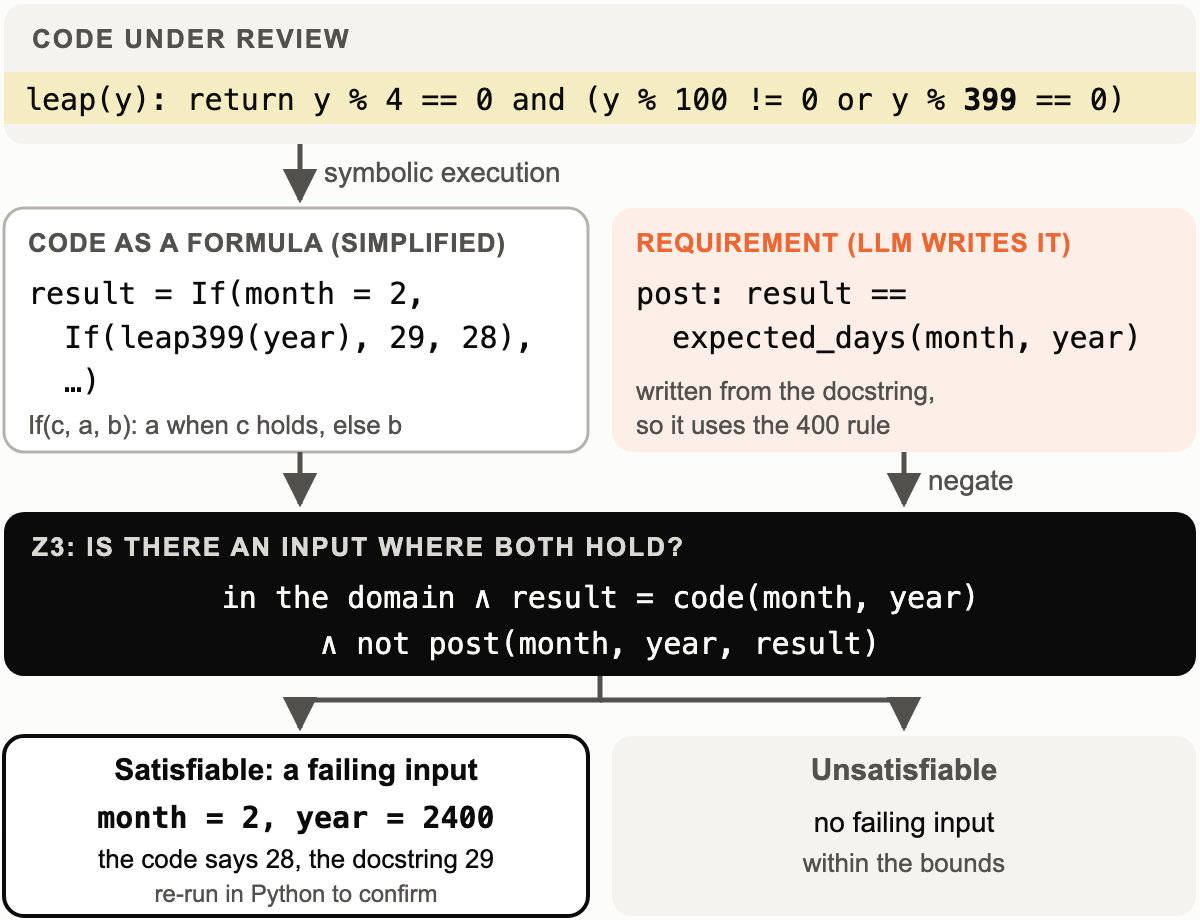 CODE UNDER REVIEW
leap(y): return y % 4 == 0 and (y % 100 != 0 or y % 399 == 0)
symbolic execution
CODE AS A FORMULA (SIMPLIFIED)
result = If(month = 2,
If(leap399(year), 29, 28),
…)
If(c, a, b): a when c holds, else b
REQUIREMENT (LLM WRITES IT)
post: result ==
expected_days(month, year)
written from the docstring,
so it uses the 400 rule
negate
Z3: IS THERE AN INPUT WHERE BOTH HOLD?
in the domain ∧ result = code(month, year)
∧ not post(month, year, result)
Satisfiable: a failing input
month = 2, year = 2400
the code says 28, the docstring 29
re-run in Python to confirm
Unsatisfiable
no failing input
within the bounds